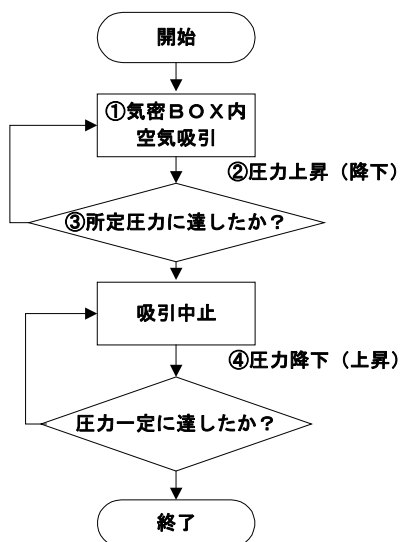 開始
①気密ＢＯＸ内
空気吸引
②圧力上昇（降下）
③所定圧力に達したか？
吸引中止
④圧力降下（上昇）
圧力一定に達したか？
終了